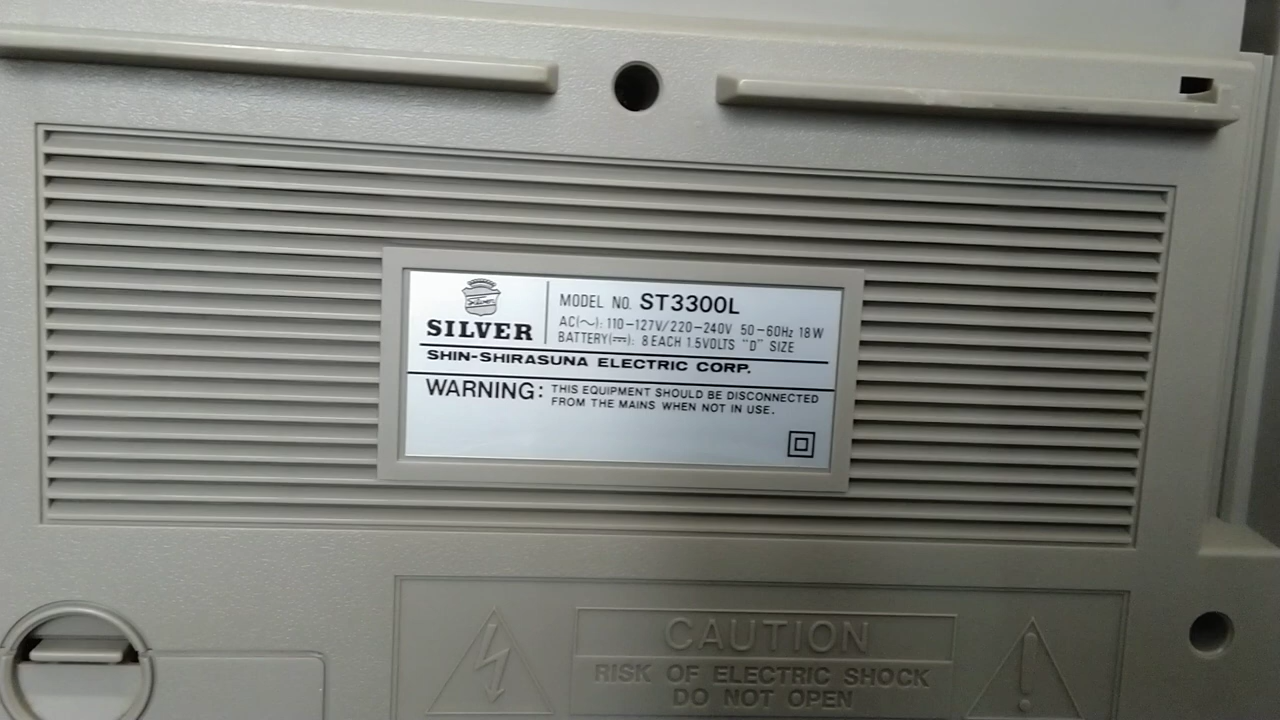 Silver
SILVER
MODEL NO. ST3300L
AC(～): 110-127V/220-240V 50-60Hz 18W
BATTERY(⎓): 8 EACH 1.5VOLTS "D" SIZE
SHIN-SHIRASUNA ELECTRIC CORP.
WARNING: THIS EQUIPMENT SHOULD BE DISCONNECTED
FROM THE MAINS WHEN NOT IN USE.
CAUTION
RISK OF ELECTRIC SHOCK
DO NOT OPEN